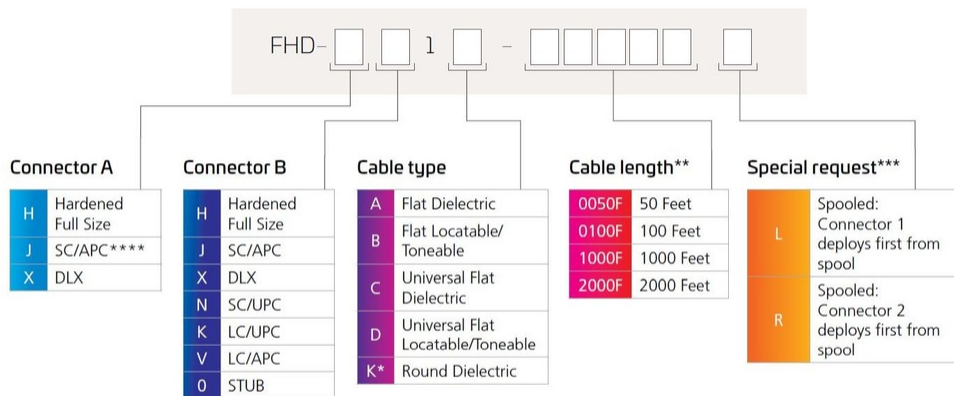 FHD- 1 -
Connector A
H Hardened
Full Size
J SC/APC****
X DLX
Connector B
H Hardened
Full Size
J SC/APC
X DLX
N SC/UPC
K LC/UPC
V LC/APC
0 STUB
Cable type
A Flat Dielectric
B Flat Locatable/
Toneable
C Universal Flat
Dielectric
D Universal Flat
Locatable/Toneable
K* Round Dielectric
Cable length**
0050F 50 Feet
0100F 100 Feet
1000F 1000 Feet
2000F 2000 Feet
Special request***
L Spooled:
Connector 1
deploys first from
spool
R Spooled:
Connector 2
deploys first from
spool